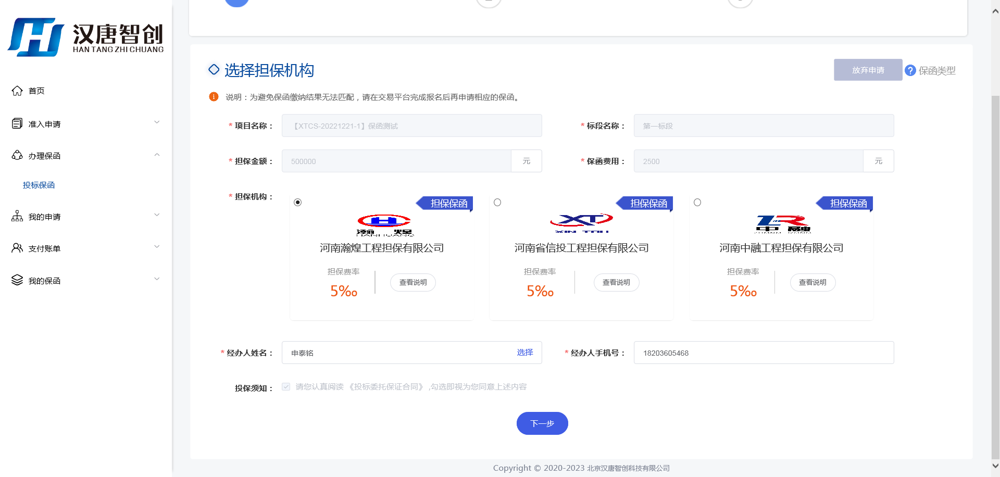 汉唐智创
HAN TANG ZHI CHUANG
首页
准入申请
办理保函
投标保函
我的申请
支付账单
我的保函
选择担保机构
放弃申请
? 保函类型
说明：为避免保函缴纳结果无法匹配，请在交易平台完成报名后再申请相应的保函。
* 项目名称： 【XTCS-20221221-1】保函测试
* 标段名称： 第一标段
* 担保金额： 500000 元
* 保函费用： 2500 元
* 担保机构：
担保保函
瀚 煌
河南瀚煌工程担保有限公司
担保费率
5‰
查看说明
担保保函
XT
XIN TOU
河南省信投工程担保有限公司
担保费率
5‰
查看说明
担保保函
中 融
河南中融工程担保有限公司
担保费率
5‰
查看说明
* 经办人姓名： 申泰铭 选择
* 经办人手机号： 18203605468
投保须知： 请您认真阅读 《投标委托保证合同》 ,勾选即视为您同意上述内容
下一步
Copyright © 2020-2023 北京汉唐智创科技有限公司